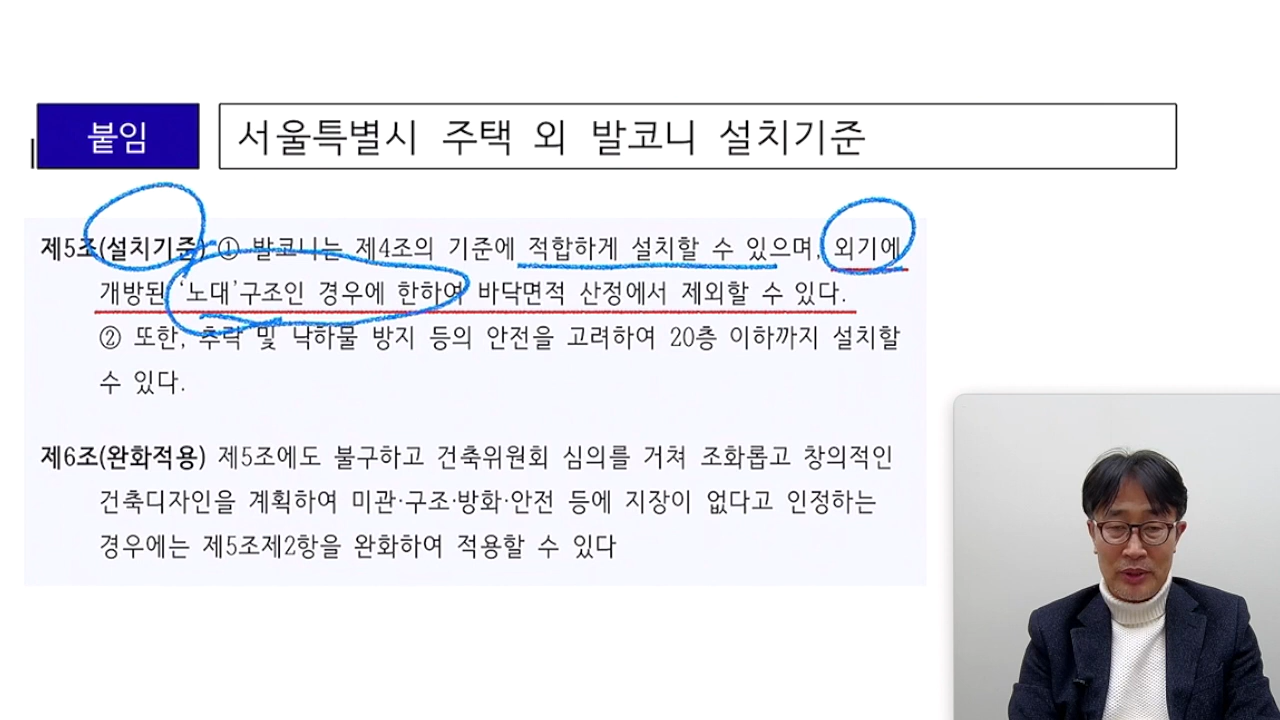 붙임
서울특별시 주택 외 발코니 설치기준
제5조(설치기준) ① 발코니는 제4조의 기준에 적합하게 설치할 수 있으며, 외기에
개방된 '노대'구조인 경우에 한하여 바닥면적 산정에서 제외할 수 있다.
② 또한, 추락 및 낙하물 방지 등의 안전을 고려하여 20층 이하까지 설치할
수 있다.
제6조(완화적용) 제5조에도 불구하고 건축위원회 심의를 거쳐 조화롭고 창의적인
건축디자인을 계획하여 미관·구조·방화·안전 등에 지장이 없다고 인정하는
경우에는 제5조제2항을 완화하여 적용할 수 있다